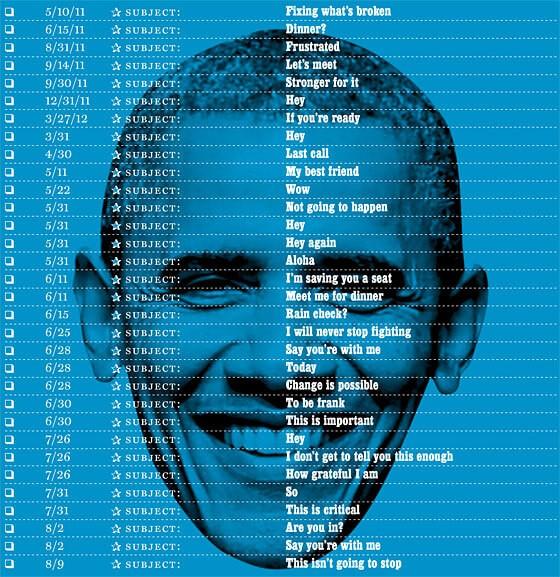 5/10/11 SUBJECT: Fixing what's broken
6/15/11 SUBJECT: Dinner?
8/31/11 SUBJECT: Frustrated
9/14/11 SUBJECT: Let's meet
9/30/11 SUBJECT: Stronger for it
12/31/11 SUBJECT: Hey
3/27/12 SUBJECT: If you're ready
3/31 SUBJECT: Hey
4/30 SUBJECT: Last call
5/11 SUBJECT: My best friend
5/22 SUBJECT: Wow
5/31 SUBJECT: Not going to happen
5/31 SUBJECT: Hey
5/31 SUBJECT: Hey again
5/31 SUBJECT: Aloha
6/11 SUBJECT: I'm saving you a seat
6/11 SUBJECT: Meet me for dinner
6/15 SUBJECT: Rain check?
6/25 SUBJECT: I will never stop fighting
6/28 SUBJECT: Say you're with me
6/28 SUBJECT: Today
6/28 SUBJECT: Change is possible
6/30 SUBJECT: To be frank
6/30 SUBJECT: This is important
7/26 SUBJECT: Hey
7/26 SUBJECT: I don't get to tell you this enough
7/26 SUBJECT: How grateful I am
7/31 SUBJECT: So
7/31 SUBJECT: This is critical
8/2 SUBJECT: Are you in?
8/2 SUBJECT: Say you're with me
8/9 SUBJECT: This isn't going to stop